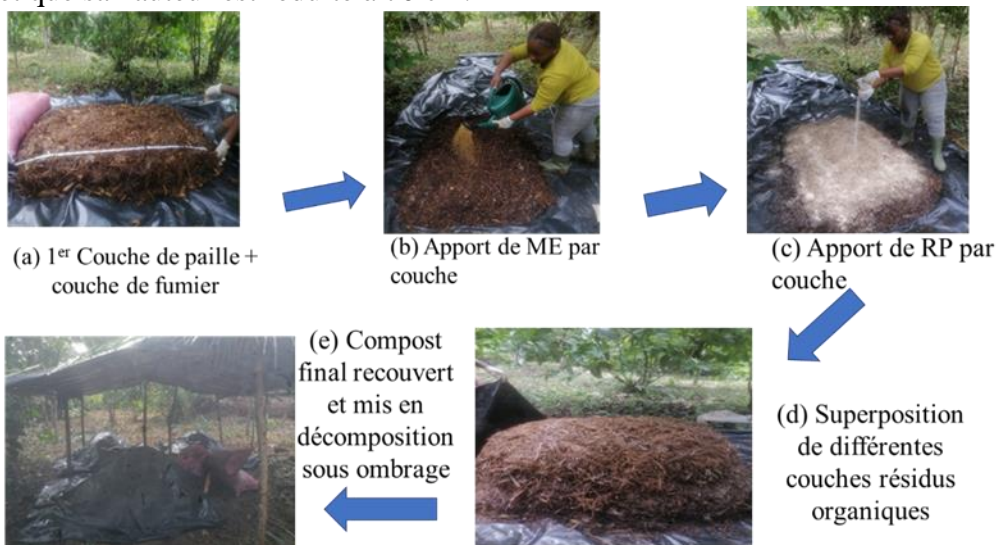 (a) 1er Couche de paille +
couche de fumier
(b) Apport de ME par
couche
(c) Apport de RP par
couche
(d) Superposition
de différentes
couches résidus
organiques
(e) Compost
final recouvert
et mis en
décomposition
sous ombrage